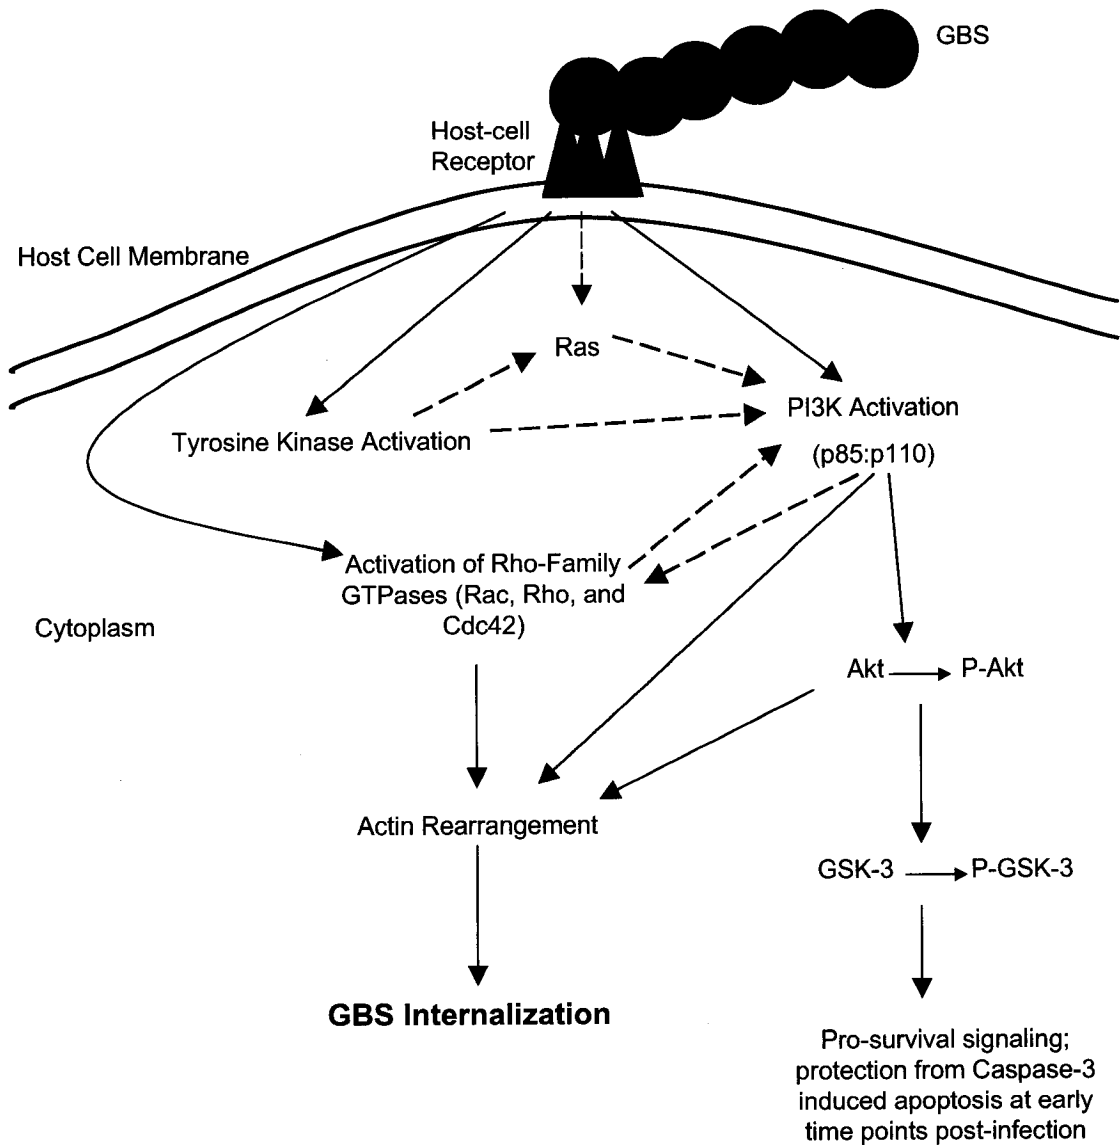 GBS
Host-cell
Receptor
Host Cell Membrane
Ras
PI3K Activation
(p85:p110)
Tyrosine Kinase Activation
Activation of Rho-Family
GTPases (Rac, Rho, and
Cdc42)
Cytoplasm
Akt P-Akt
Actin Rearrangement
GSK-3 P-GSK-3
GBS Internalization
Pro-survival signaling;
protection from Caspase-3
induced apoptosis at early
time points post-infection